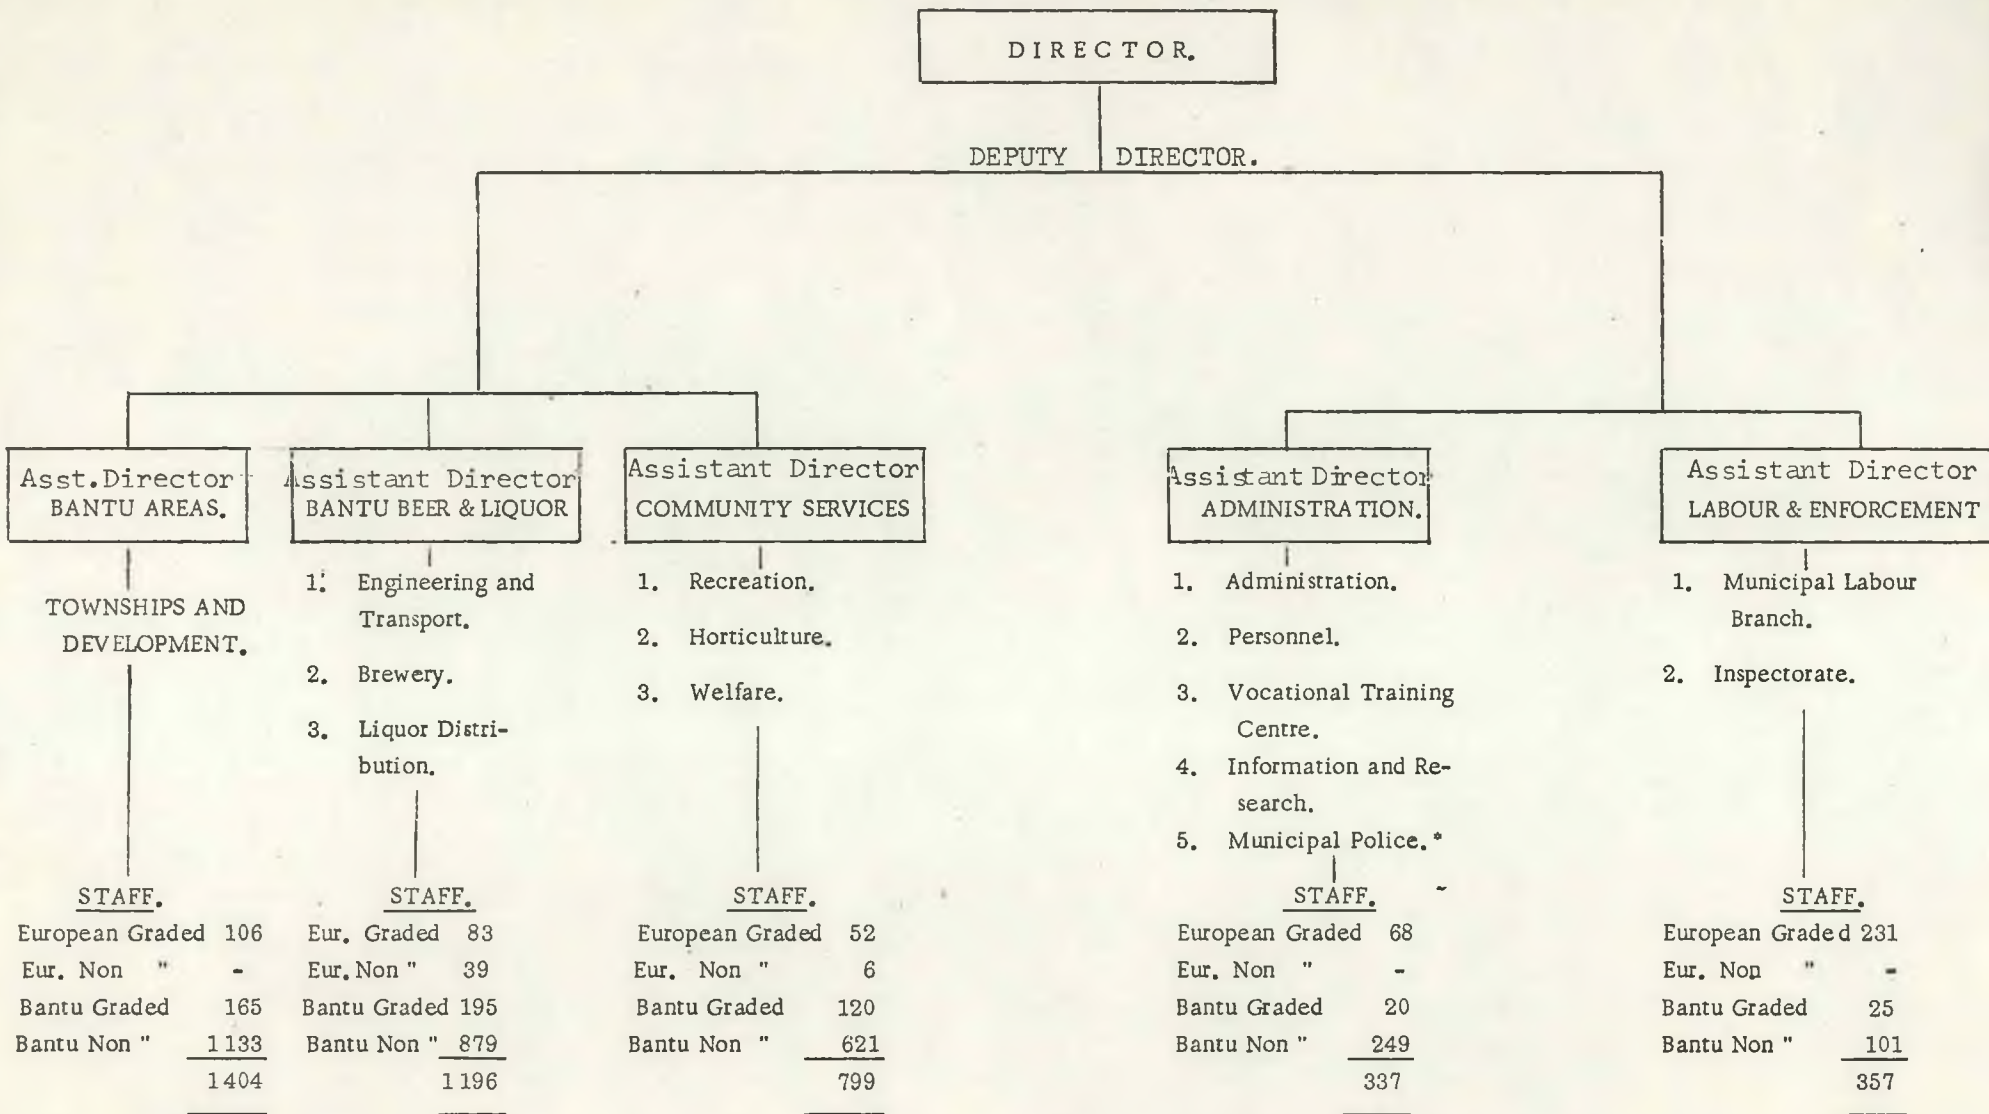 DIRECTOR.
DEPUTY DIRECTOR.
Asst.Director
BANTU AREAS.
TOWNSHIPS AND
DEVELOPMENT.
STAFF.
European Graded 106
Eur. Non " -
Bantu Graded 165
Bantu Non " 1133
1404
Assistant Director
BANTU BEER & LIQUOR
1. Engineering and
Transport.
2. Brewery.
3. Liquor Distri-
bution.
STAFF.
Eur. Graded 83
Eur. Non " 39
Bantu Graded 195
Bantu Non " 879
1196
Assistant Director
COMMUNITY SERVICES
1. Recreation.
2. Horticulture.
3. Welfare.
STAFF.
European Graded 52
Eur. Non " 6
Bantu Graded 120
Bantu Non " 621
799
Assistant Director
ADMINISTRATION.
1. Administration.
2. Personnel.
3. Vocational Training
Centre.
4. Information and Re-
search.
5. Municipal Police.*
STAFF.
European Graded 68
Eur. Non " -
Bantu Graded 20
Bantu Non " 249
337
Assistant Director
LABOUR & ENFORCEMENT
1. Municipal Labour
Branch.
2. Inspectorate.
STAFF.
European Graded 231
Eur. Non " -
Bantu Graded 25
Bantu Non " 101
357